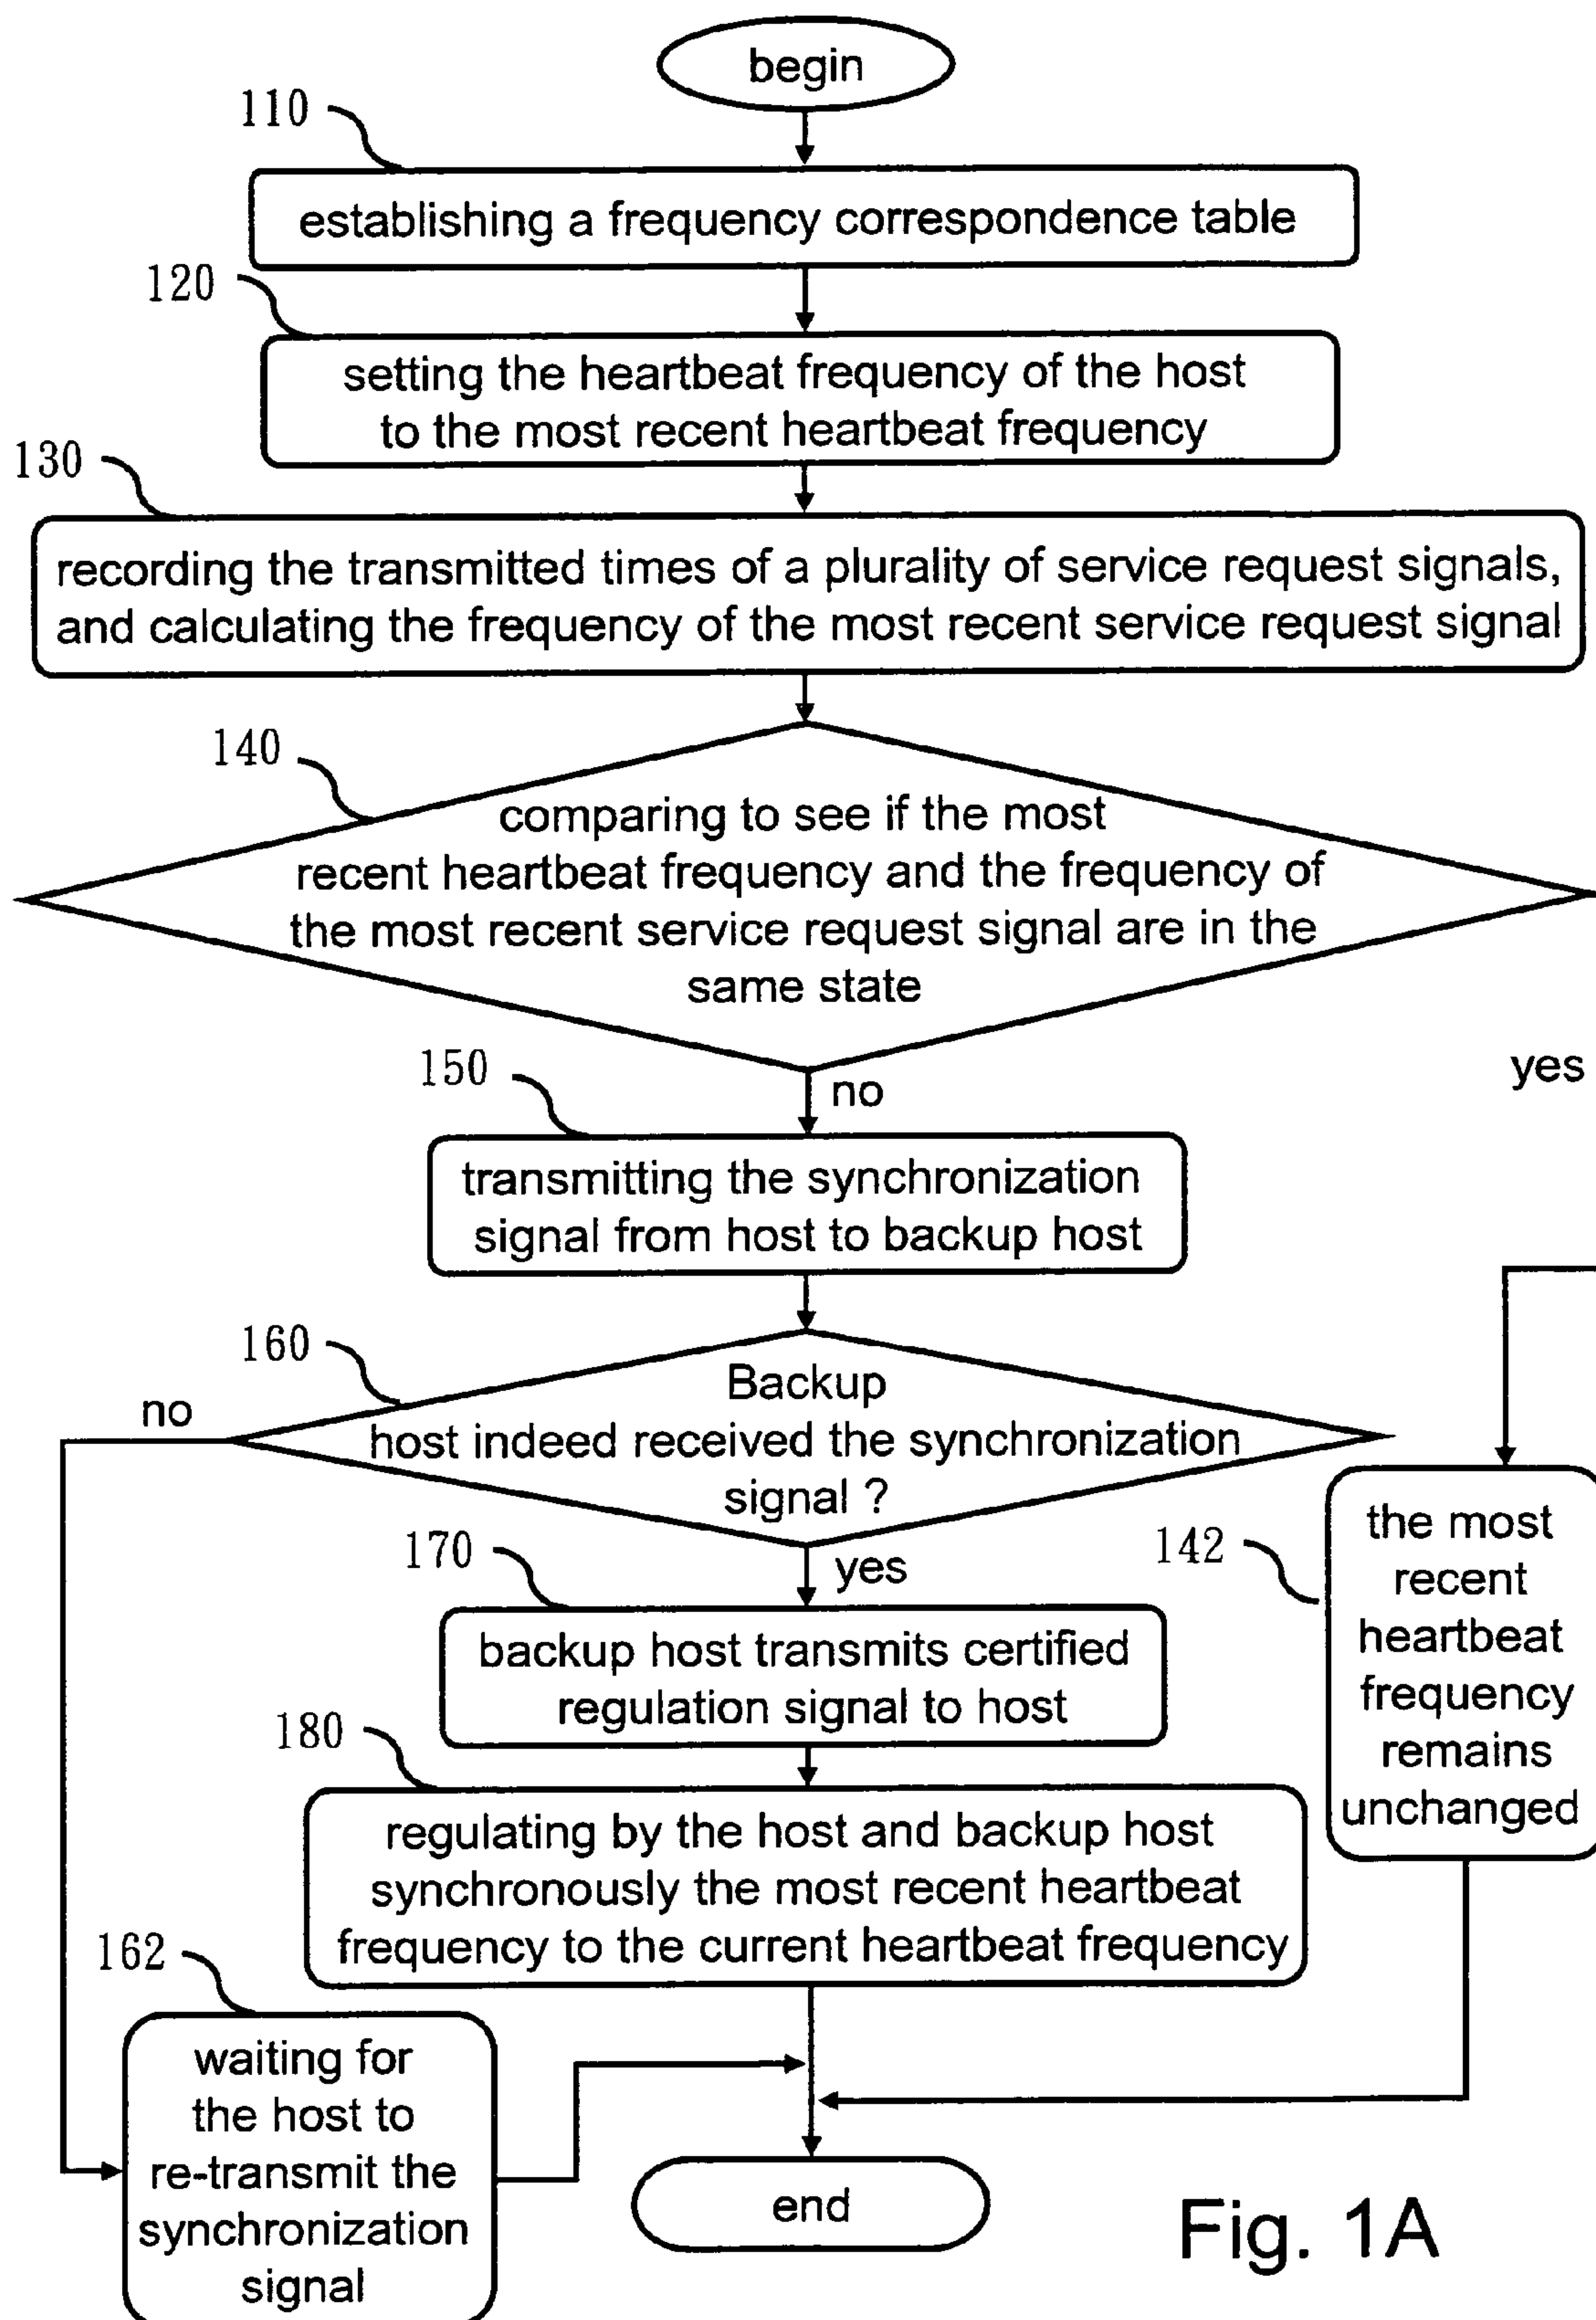 begin
110
establishing a frequency correspondence table
120
setting the heartbeat frequency of the host
to the most recent heartbeat frequency
130
recording the transmitted times of a plurality of service request signals,
and calculating the frequency of the most recent service request signal
140
comparing to see if the most
recent heartbeat frequency and the frequency of
the most recent service request signal are in the
same state
yes
150
no
transmitting the synchronization
signal from host to backup host
160
no
Backup
host indeed received the synchronization
signal ?
170
yes
backup host transmits certified
regulation signal to host
142
the most
recent
heartbeat
frequency
remains
unchanged
180
regulating by the host and backup host
synchronously the most recent heartbeat
frequency to the current heartbeat frequency
162
waiting for
the host to
re-transmit the
synchronization
signal
end
Fig. 1A